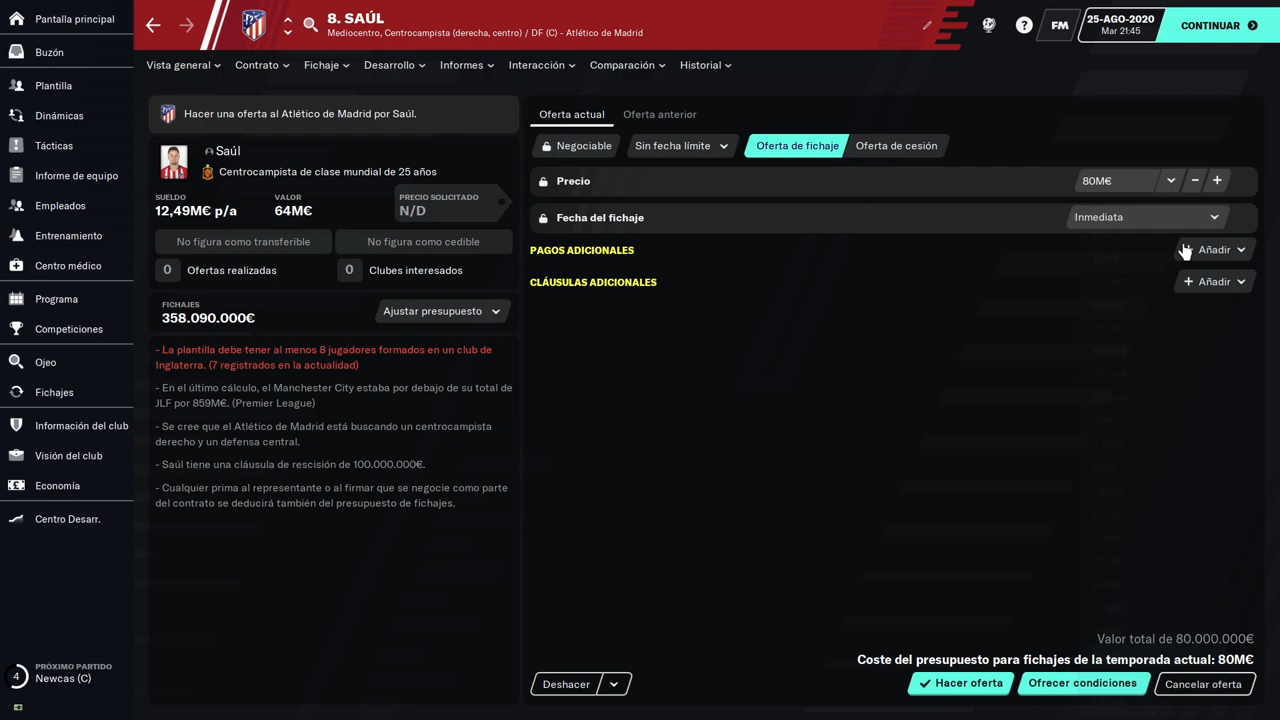 Pantalla principal
Buzón
Plantilla
Dinámicas
Tácticas
Informe de equipo
Empleados
Entrenamiento
Centro médico
Programa
Competiciones
Ojeo
Fichajes
Información del club
Visión del club
Economía
Centro Desarr.
4
PRÓXIMO PARTIDO
Newcas (C)
8. SAÚL
Mediocentro, Centrocampista (derecha, centro) / DF (C) - Atlético de Madrid
?
FM
25-AGO-2020
Mar 21:45
CONTINUAR
Vista general
Contrato
Fichaje
Desarrollo
Informes
Interacción
Comparación
Historial
Hacer una oferta al Atlético de Madrid por Saúl.
Saúl
Centrocampista de clase mundial de 25 años
SUELDO
12,49M€ p/a
VALOR
64M€
PRECIO SOLICITADO
N/D
No figura como transferible
No figura como cedible
0 Ofertas realizadas
0 Clubes interesados
FICHAJES
358.090.000€
Ajustar presupuesto
- La plantilla debe tener al menos 8 jugadores formados en un club de
Inglaterra. (7 registrados en la actualidad)
- En el último cálculo, el Manchester City estaba por debajo de su total de
JLF por 859M€. (Premier League)
- Se cree que el Atlético de Madrid está buscando un centrocampista
derecho y un defensa central.
- Saúl tiene una cláusula de rescisión de 100.000.000€.
- Cualquier prima al representante o al firmar que se negocie como parte
del contrato se deducirá también del presupuesto de fichajes.
Oferta actual
Oferta anterior
Negociable
Sin fecha límite
Oferta de fichaje
Oferta de cesión
Precio
80M€
- +
Fecha del fichaje
Inmediata
PAGOS ADICIONALES
Añadir
CLÁUSULAS ADICIONALES
+ Añadir
Valor total de 80.000.000€
Coste del presupuesto para fichajes de la temporada actual: 80M€
Deshacer
Hacer oferta
Ofrecer condiciones
Cancelar oferta